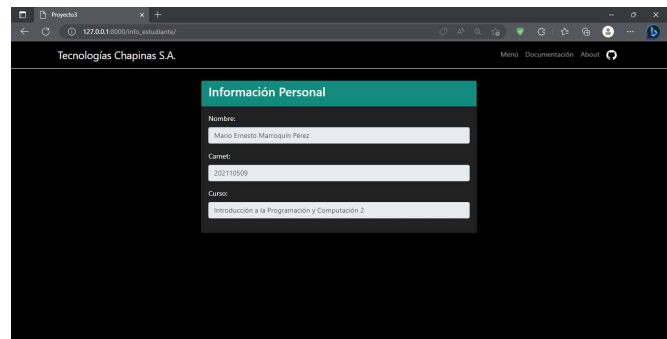 Proyecto3
127.0.0.1:8000/info_estudiante/
Tecnologías Chapinas S.A.
Menú Documentación About
Información Personal
Nombre:
Mario Ernesto Marroquín Pérez
Carnet:
202110509
Curso:
Introducción a la Programación y Computación 2